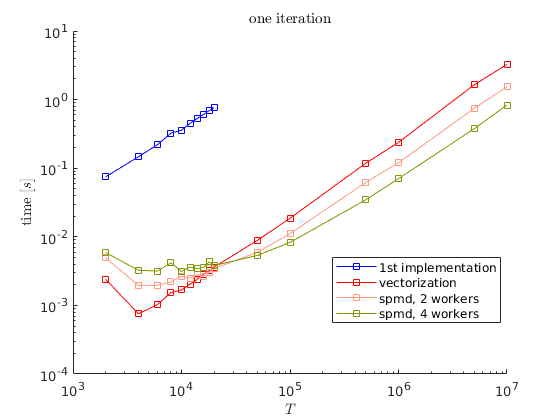 one iteration
10^1
10^0
10^-1
10^-2
10^-3
10^-4
time [s]
10^3
10^4
10^5
10^6
10^7
T
1st implementation
vectorization
spmd, 2 workers
spmd, 4 workers